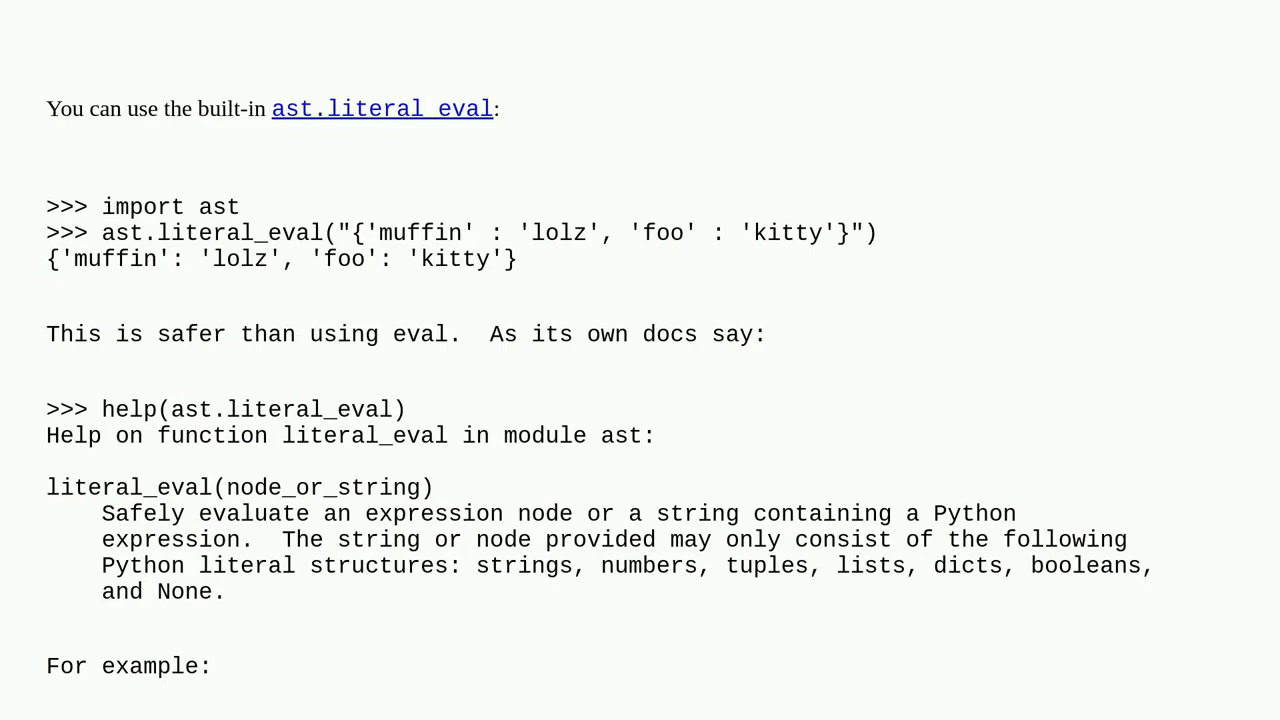 You can use the built-in ast.literal_eval:
>>> import ast
>>> ast.literal_eval("{'muffin' : 'lolz', 'foo' : 'kitty'}")
{'muffin': 'lolz', 'foo': 'kitty'}
This is safer than using eval.  As its own docs say:
>>> help(ast.literal_eval)
Help on function literal_eval in module ast:
literal_eval(node_or_string)
    Safely evaluate an expression node or a string containing a Python
    expression.  The string or node provided may only consist of the following
    Python literal structures: strings, numbers, tuples, lists, dicts, booleans,
    and None.
For example: